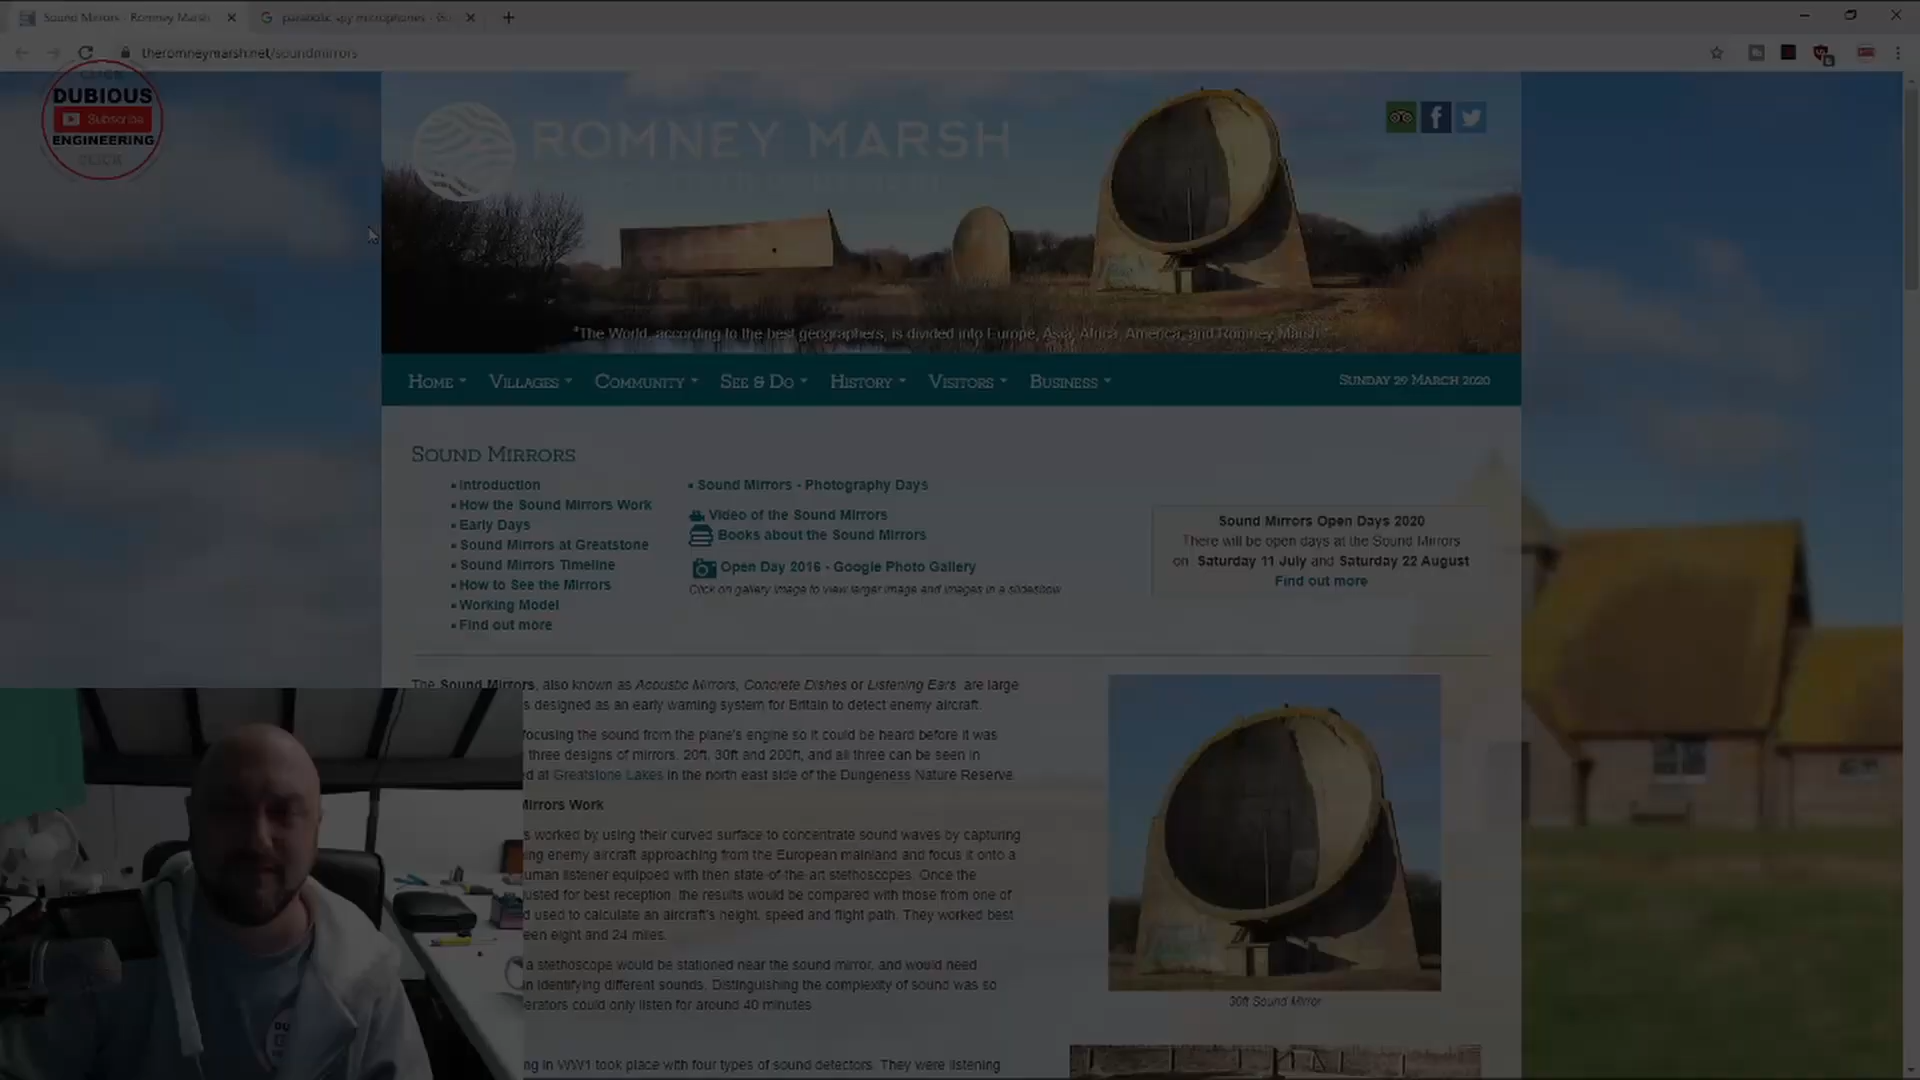 Sound Mirrors - Romney Marsh
parabolic spy microphones - Go
theromneymarsh.net/soundmirrors
CLICK
DUBIOUS
Subscribe
ENGINEERING
CLICK
ROMNEY MARSH
"The World, according to the best geographers, is divided into Europe, Asia, Africa, America, and Romney Marsh"
HOME VILLAGES COMMUNITY SEE & DO HISTORY VISITORS BUSINESS SUNDAY 29 MARCH 2020
SOUND MIRRORS
Introduction
How the Sound Mirrors Work
Early Days
Sound Mirrors at Greatstone
Sound Mirrors Timeline
How to See the Mirrors
Working Model
Find out more
Sound Mirrors - Photography Days
Video of the Sound Mirrors
Books about the Sound Mirrors
Open Day 2016 - Google Photo Gallery
Click on gallery image to view larger image and images in a slideshow
Sound Mirrors Open Days 2020
There will be open days at the Sound Mirrors
on Saturday 11 July and Saturday 22 August
Find out more
The Sound Mirrors, also known as Acoustic Mirrors, Concrete Dishes or Listening Ears are large
s designed as an early warning system for Britain to detect enemy aircraft.
focusing the sound from the plane's engine so it could be heard before it was
three designs of mirrors. 20ft, 30ft and 200ft, and all three can be seen in
d at Greatstone Lakes in the north east side of the Dungeness Nature Reserve.
Mirrors Work
s worked by using their curved surface to concentrate sound waves by capturing
ng enemy aircraft approaching from the European mainland and focus it onto a
uman listener equipped with then state-of-the-art stethoscopes. Once the
usted for best reception, the results would be compared with those from one of
d used to calculate an aircraft's height, speed and flight path. They worked best
een eight and 24 miles.
a stethoscope would be stationed near the sound mirror, and would need
in identifying different sounds. Distinguishing the complexity of sound was so
erators could only listen for around 40 minutes
ng in WW1 took place with four types of sound detectors. They were listening
30ft Sound Mirror